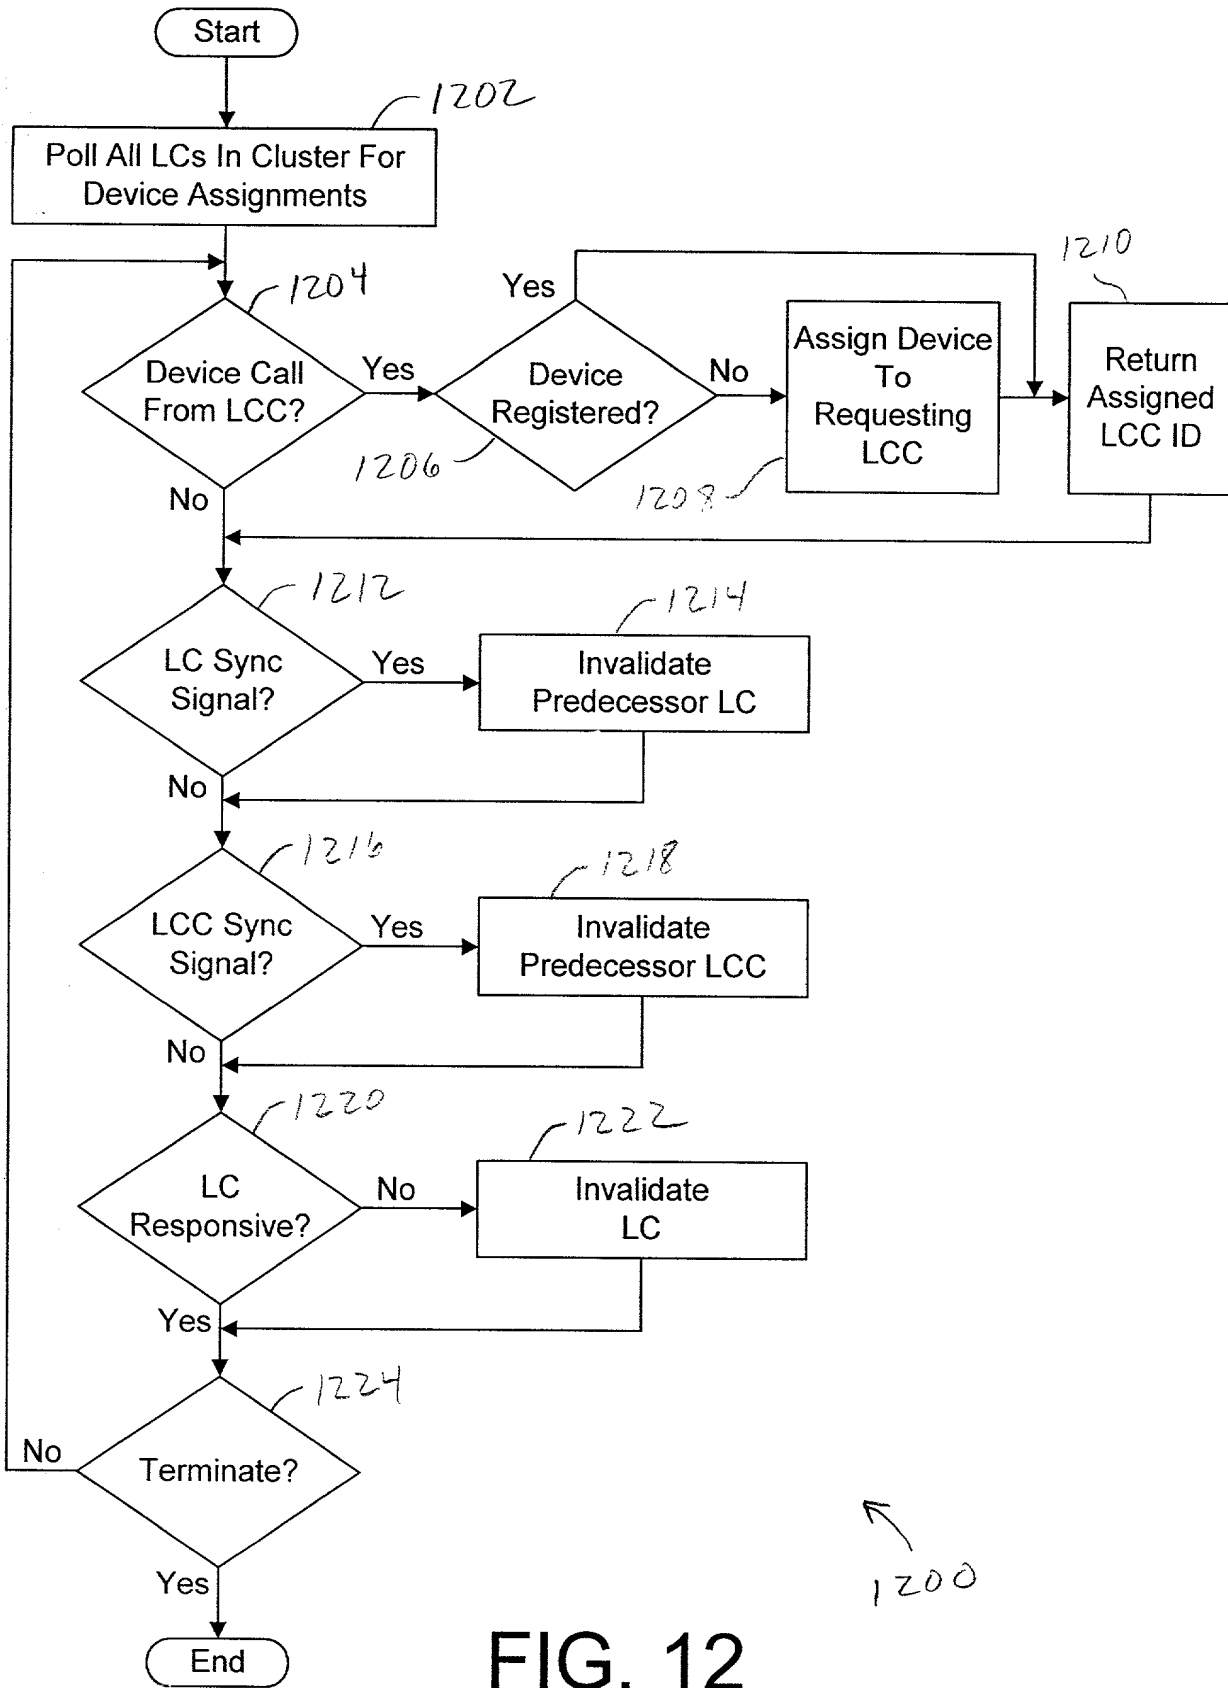 Start
1202
Poll All LCs In Cluster For
Device Assignments
1204
Device Call
From LCC?
Yes
No
1206
Device
Registered?
Yes
No
1208
Assign Device
To
Requesting
LCC
1210
Return
Assigned
LCC ID
1212
LC Sync
Signal?
Yes
No
1214
Invalidate
Predecessor LC
1216
LCC Sync
Signal?
Yes
No
1218
Invalidate
Predecessor LCC
1220
LC
Responsive?
No
Yes
1222
Invalidate
LC
1224
Terminate?
No
Yes
End
1200
FIG. 12